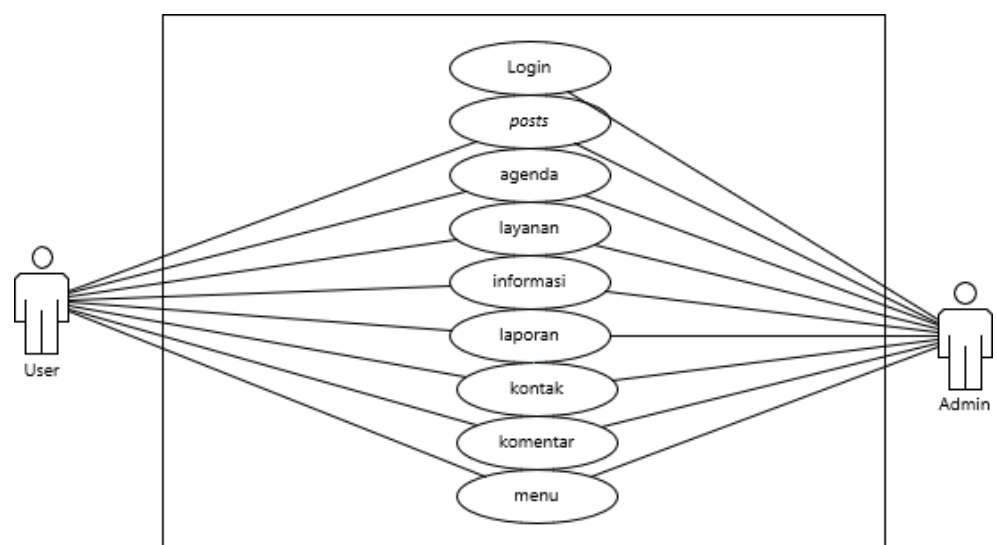 Login
posts
agenda
layanan
informasi
laporan
kontak
komentar
menu
User
Admin